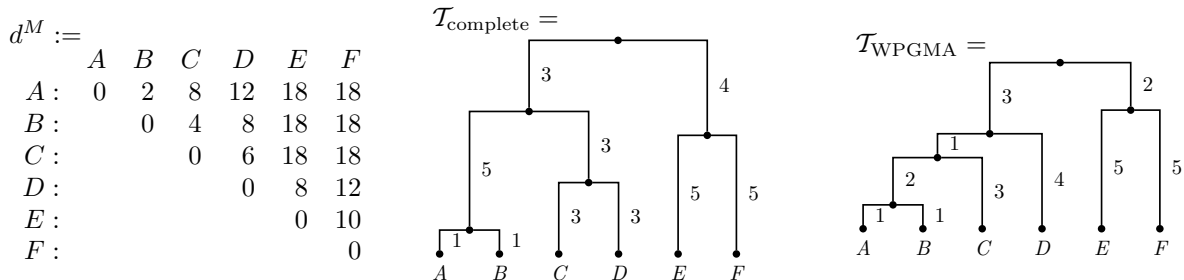 d^M :=
A B C D E F
A : 0 2 8 12 18 18
B : 0 4 8 18 18
C : 0 6 18 18
D : 0 8 12
E : 0 10
F : 0
𝒯_complete =
3
4
5
3
3
3
5
5
1
1
A B C D E F
𝒯_WPGMA =
3
2
1
2
3
4
5
5
1
1
A B C D E F